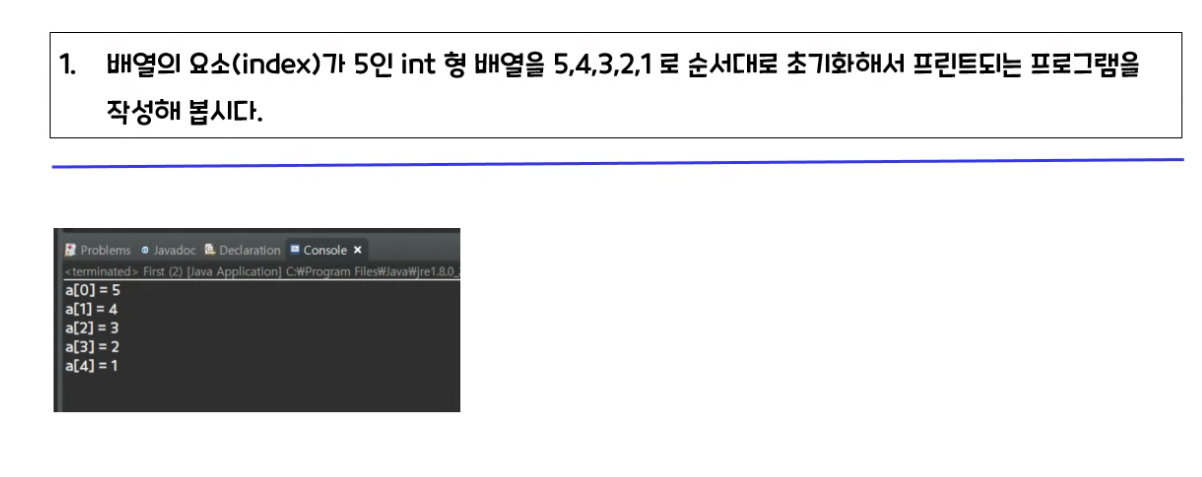 1. 배열의 요소(index)가 5인 int 형 배열을 5,4,3,2,1 로 순서대로 초기화해서 프린트되는 프로그램을
작성해 봅시다.
Problems Javadoc Declaration Console
<terminated> First (2) [Java Application] C:₩Program Files₩Java₩jre1.8.0_
a[0] = 5
a[1] = 4
a[2] = 3
a[3] = 2
a[4] = 1